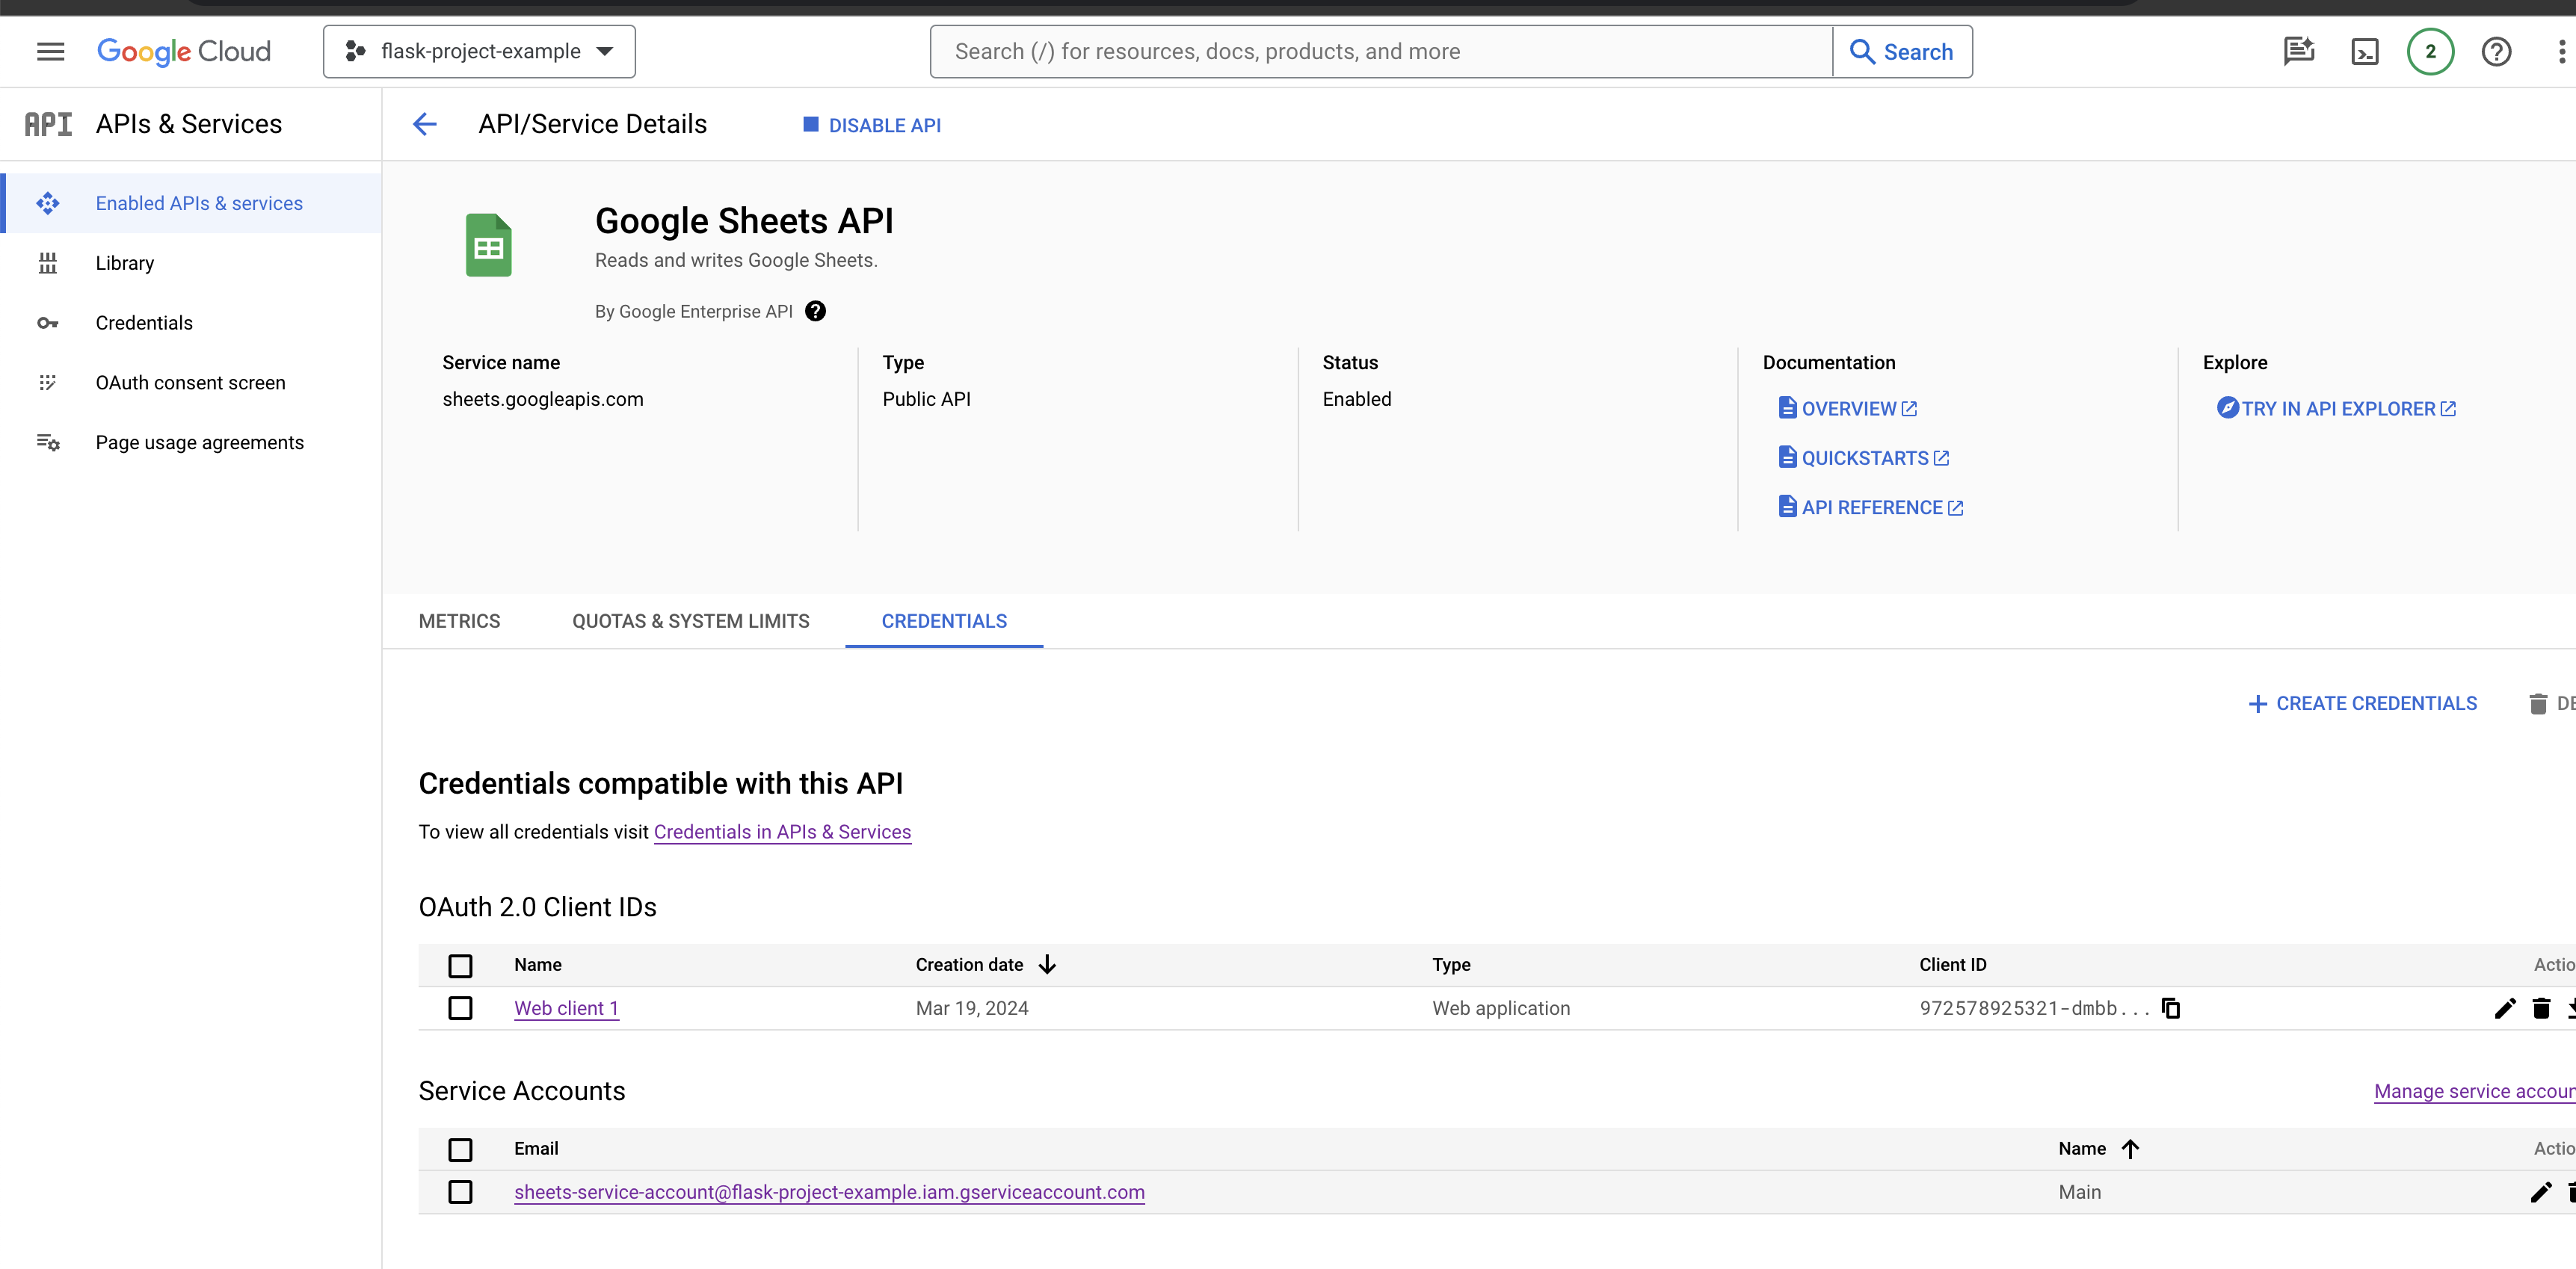 Google Cloud
flask-project-example
Search (/) for resources, docs, products, and more
Search
2
API
APIs & Services
Enabled APIs & services
Library
Credentials
OAuth consent screen
Page usage agreements
API/Service Details
DISABLE API
Google Sheets API
Reads and writes Google Sheets.
By Google Enterprise API
Service name
sheets.googleapis.com
Type
Public API
Status
Enabled
Documentation
OVERVIEW
QUICKSTARTS
API REFERENCE
Explore
TRY IN API EXPLORER
METRICS QUOTAS & SYSTEM LIMITS CREDENTIALS
CREATE CREDENTIALS
Credentials compatible with this API
To view all credentials visit Credentials in APIs & Services
OAuth 2.0 Client IDs
Name Creation date Type Client ID Actio
Web client 1 Mar 19, 2024 Web application 972578925321-dmbb...
Service Accounts
Manage service accoun
Email Name Actio
sheets-service-account@flask-project-example.iam.gserviceaccount.com Main